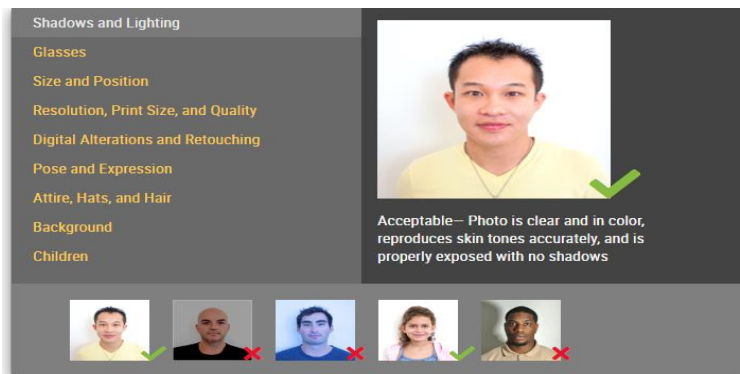 Shadows and Lighting
Glasses
Size and Position
Resolution, Print Size, and Quality
Digital Alterations and Retouching
Pose and Expression
Attire, Hats, and Hair
Background
Children
Acceptable— Photo is clear and in color,
reproduces skin tones accurately, and is
properly exposed with no shadows